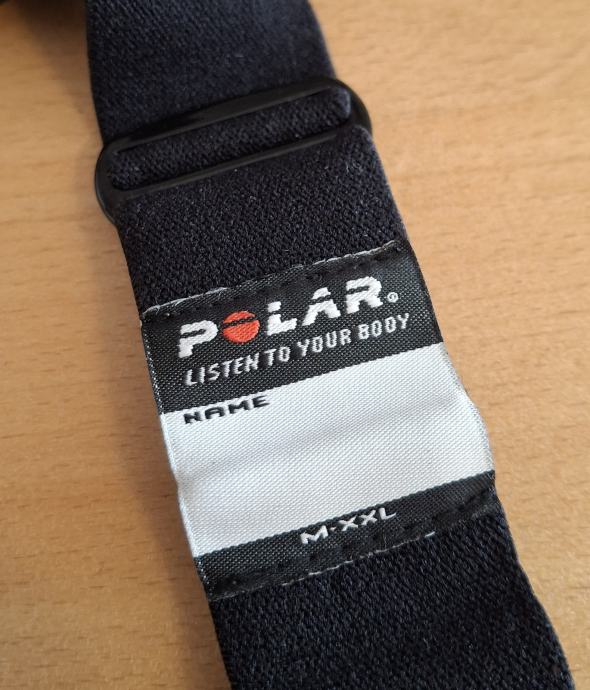 POLAR®
LISTEN TO YOUR BODY
NAME
M-XXL